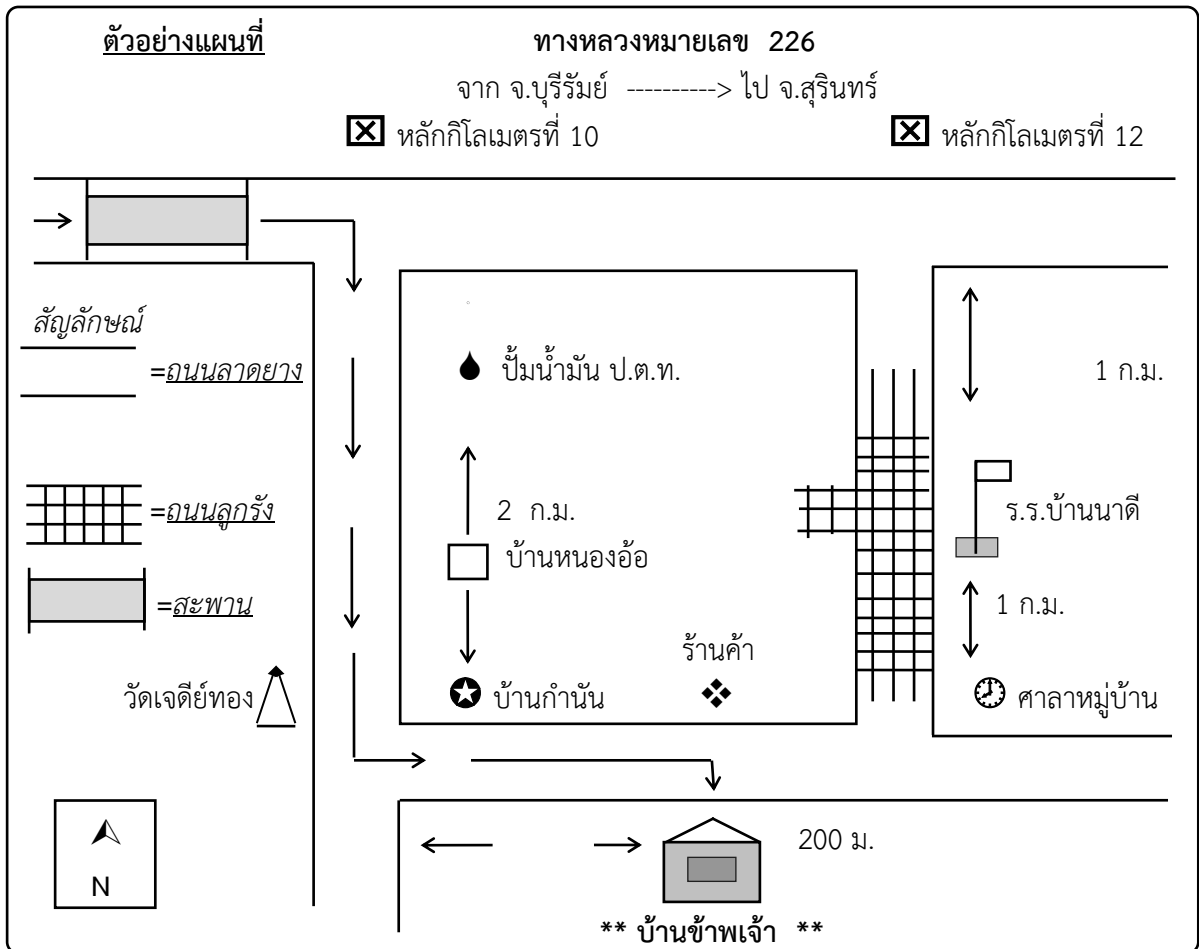 ตัวอย่างแผนที่
ทางหลวงหมายเลข 226
จาก จ.บุรีรัมย์ ----------> ไป จ.สุรินทร์
หลักกิโลเมตรที่ 10
หลักกิโลเมตรที่ 12
สัญลักษณ์
=ถนนลาดยาง
ปั้มน้ำมัน ป.ต.ท.
1 ก.ม.
=ถนนลูกรัง
2 ก.ม.
บ้านหนองอ้อ
ร.ร.บ้านนาดี
=สะพาน
1 ก.ม.
ร้านค้า
วัดเจดีย์ทอง
บ้านกำนัน
ศาลาหมู่บ้าน
N
200 ม.
** บ้านข้าพเจ้า **